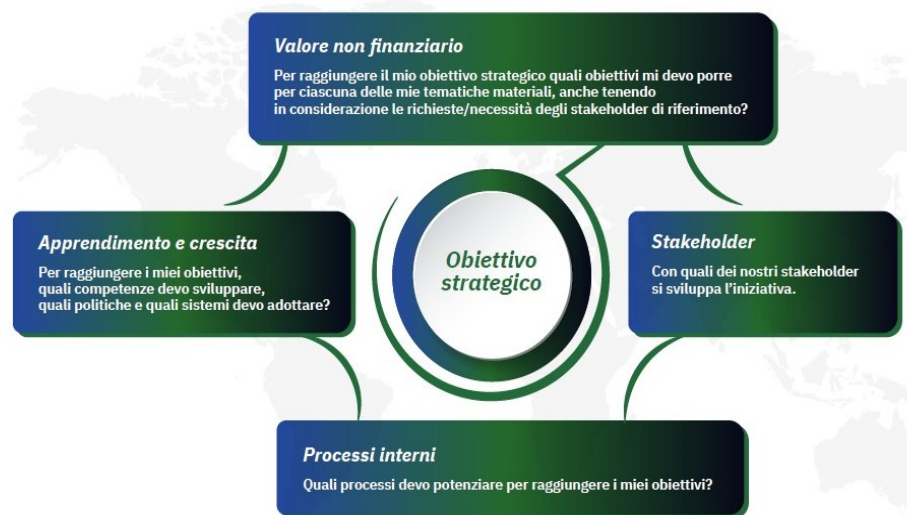 Valore non finanziario
Per raggiungere il mio obiettivo strategico quali obiettivi mi devo porre
per ciascuna delle mie tematiche materiali, anche tenendo
in considerazione le richieste/necessità degli stakeholder di riferimento?
Apprendimento e crescita
Per raggiungere i miei obiettivi,
quali competenze devo sviluppare,
quali politiche e quali sistemi devo adottare?
Obiettivo
strategico
Stakeholder
Con quali dei nostri stakeholder
si sviluppa l’iniziativa.
Processi interni
Quali processi devo potenziare per raggiungere i miei obiettivi?